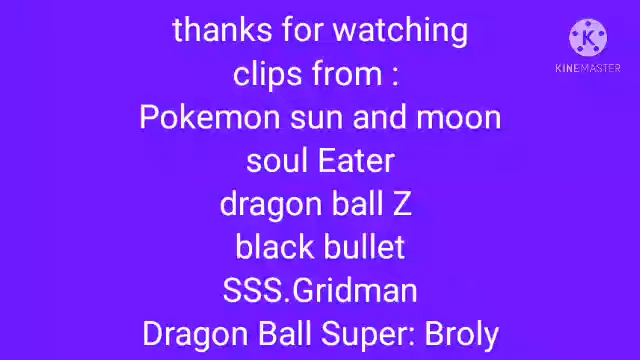 thanks for watching
clips from :
Pokemon sun and moon
soul Eater
dragon ball Z
black bullet
SSS.Gridman
Dragon Ball Super: Broly
K
KINEMASTER